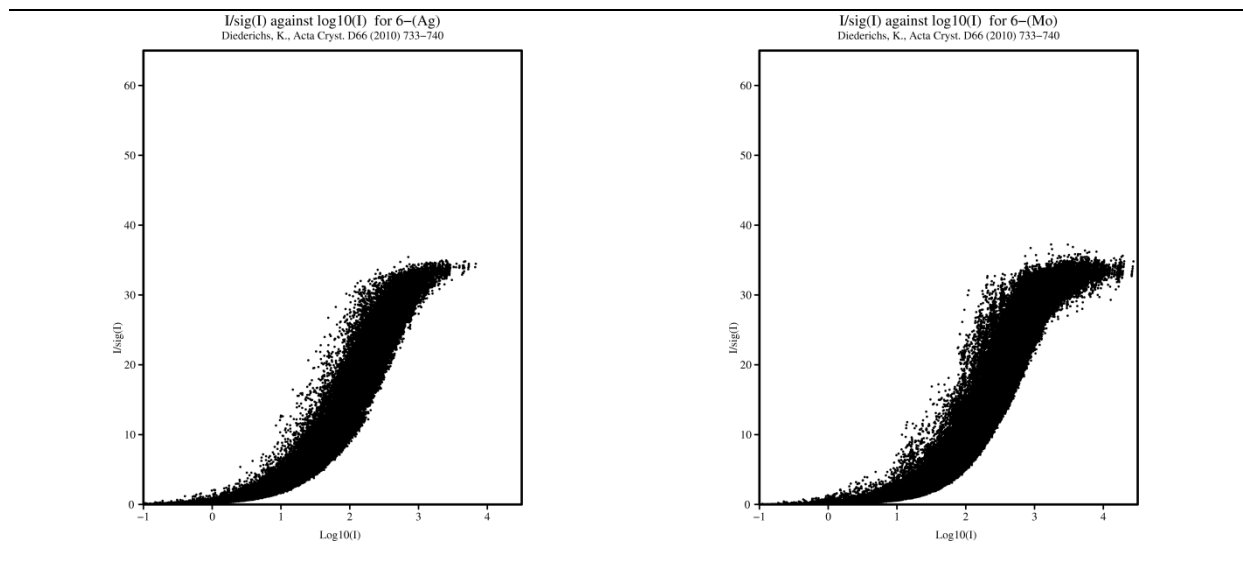 I/sig(I) against log10(I) for 6−(Ag)
Diederichs, K., Acta Cryst. D66 (2010) 733−740
60
50
40
30
20
10
0
I/sig(I)
−1 0 1 2 3 4
Log10(I)
I/sig(I) against log10(I) for 6−(Mo)
Diederichs, K., Acta Cryst. D66 (2010) 733−740
60
50
40
30
20
10
0
I/sig(I)
−1 0 1 2 3 4
Log10(I)